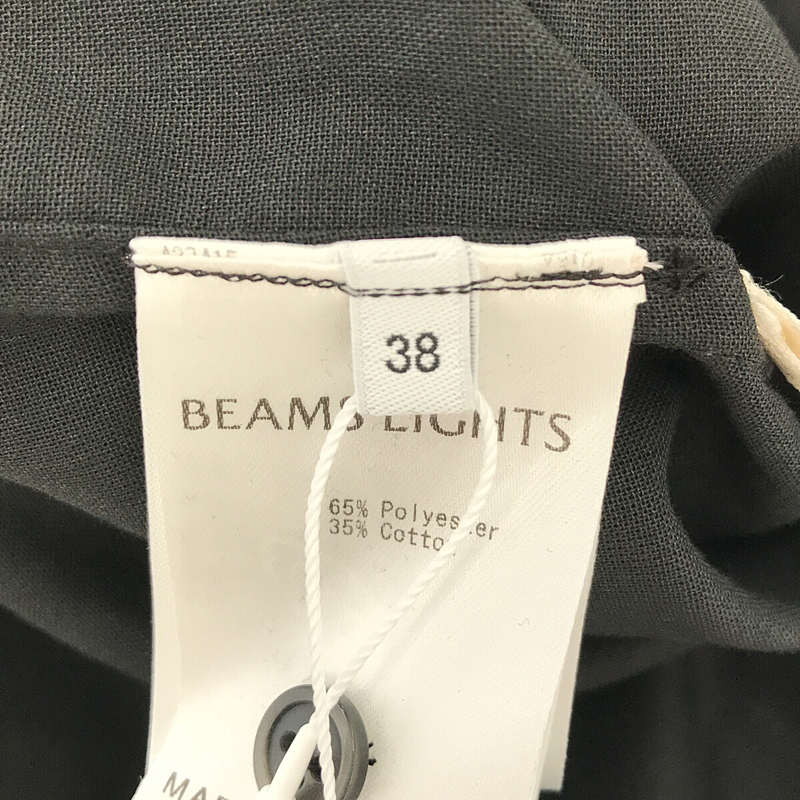 38
BEAMS LIGHTS
65% Polyester
35% Cotton